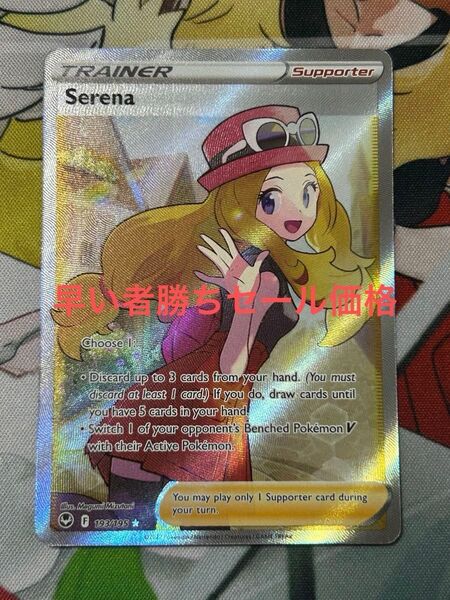 TRAINER Supporter
Serena
早い者勝ちセール価格
Choose 1:
• Discard up to 3 cards from your hand. (You must
discard at least 1 card.) If you do, draw cards until
you have 5 cards in your hand.
• Switch 1 of your opponent's Benched Pokémon V
with their Active Pokémon.
Illus. Megumi Mizutani
F 193/195 ★
You may play only 1 Supporter card during
your turn.